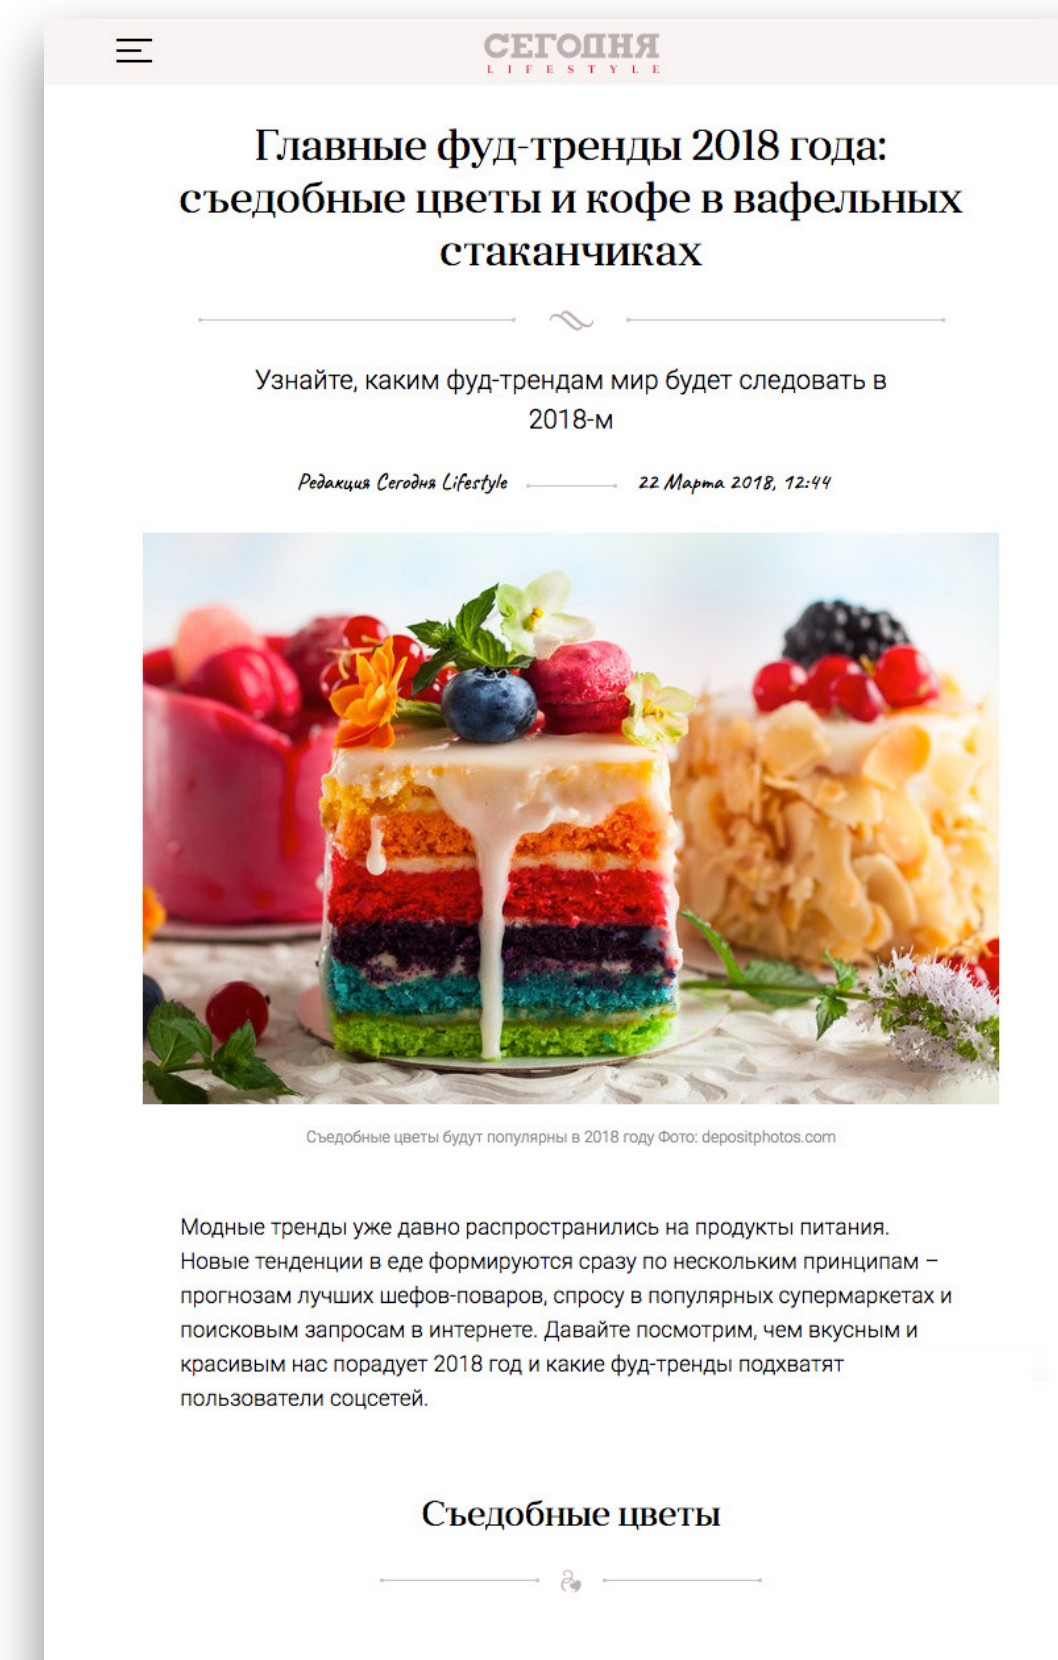 СЕГОДНЯ
LIFESTYLE
Главные фуд-тренды 2018 года:
съедобные цветы и кофе в вафельных
стаканчиках
Узнайте, каким фуд-трендам мир будет следовать в
2018-м
Редакция Сегодня Lifestyle 22 Марта 2018, 12:44
Съедобные цветы будут популярны в 2018 году Фото: depositphotos.com
Модные тренды уже давно распространились на продукты питания.
Новые тенденции в еде формируются сразу по нескольким принципам –
прогнозам лучших шефов-поваров, спросу в популярных супермаркетах и
поисковым запросам в интернете. Давайте посмотрим, чем вкусным и
красивым нас порадует 2018 год и какие фуд-тренды подхватят
пользователи соцсетей.
Съедобные цветы